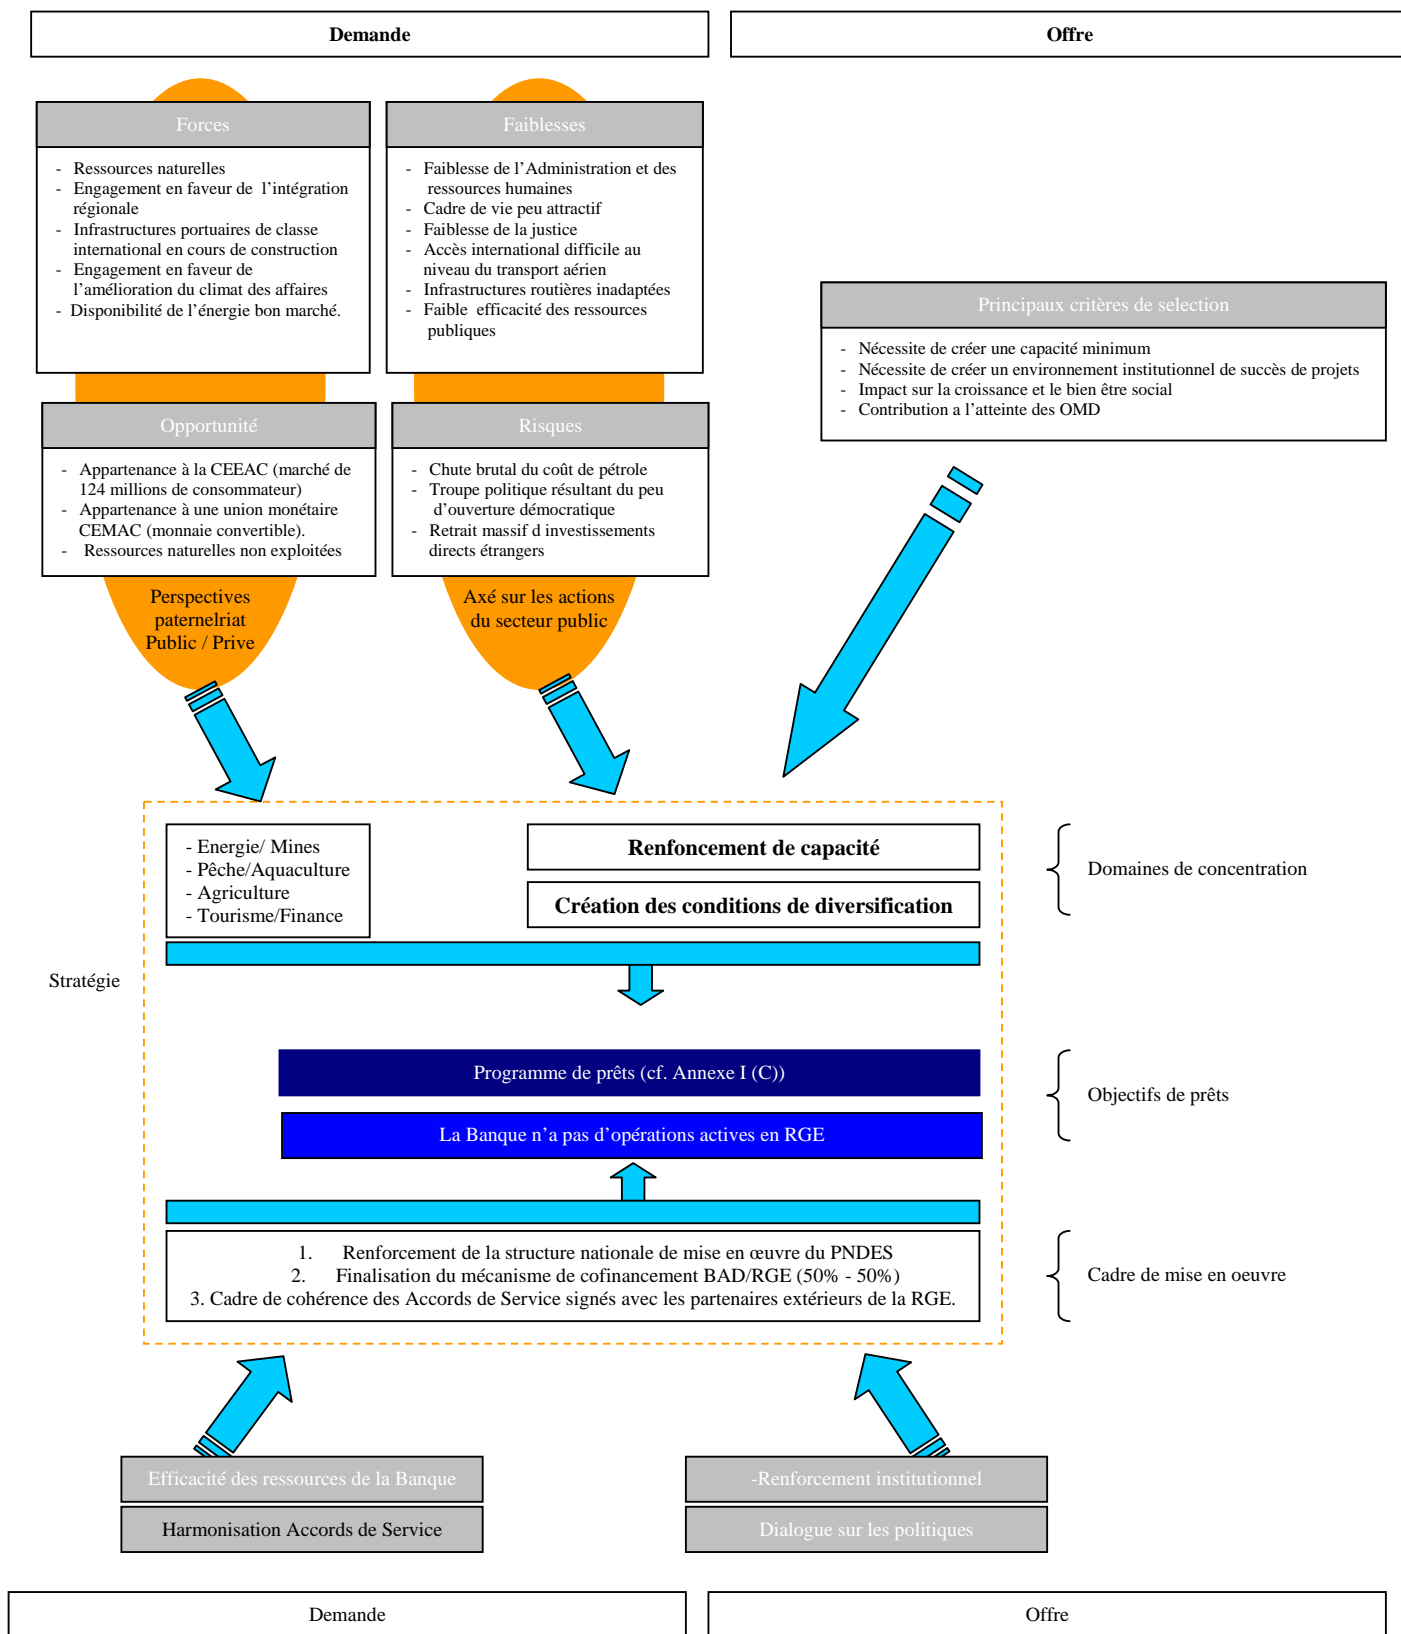 Demande
Offre
Forces
- Ressources naturelles
- Engagement en faveur de l’intégration
régionale
- Infrastructures portuaires de classe
international en cours de construction
- Engagement en faveur de
l’amélioration du climat des affaires
- Disponibilité de l’énergie bon marché.
Faiblesses
- Faiblesse de l’Administration et des
ressources humaines
- Cadre de vie peu attractif
- Faiblesse de la justice
- Accès international difficile au
niveau du transport aérien
- Infrastructures routières inadaptées
- Faible efficacité des ressources
publiques
Principaux critères de selection
- Nécessite de créer une capacité minimum
- Nécessite de créer un environnement institutionnel de succès de projets
- Impact sur la croissance et le bien être social
- Contribution a l’atteinte des OMD
Opportunité
- Appartenance à la CEEAC (marché de
124 millions de consommateur)
- Appartenance à une union monétaire
CEMAC (monnaie convertible).
- Ressources naturelles non exploitées
Risques
- Chute brutal du coût de pétrole
- Troupe politique résultant du peu
d’ouverture démocratique
- Retrait massif d investissements
directs étrangers
Perspectives
paternelriat
Public / Prive
Axé sur les actions
du secteur public
- Energie/ Mines
- Pêche/Aquaculture
- Agriculture
- Tourisme/Finance
Renfoncement de capacité
Création des conditions de diversification
Domaines de concentration
Stratégie
Programme de prêts (cf. Annexe I (C))
La Banque n’a pas d’opérations actives en RGE
Objectifs de prêts
1. Renforcement de la structure nationale de mise en œuvre du PNDES
2. Finalisation du mécanisme de cofinancement BAD/RGE (50% - 50%)
3. Cadre de cohérence des Accords de Service signés avec les partenaires extérieurs de la RGE.
Cadre de mise en oeuvre
Efficacité des ressources de la Banque
Harmonisation Accords de Service
-Renforcement institutionnel
Dialogue sur les politiques
Demande
Offre